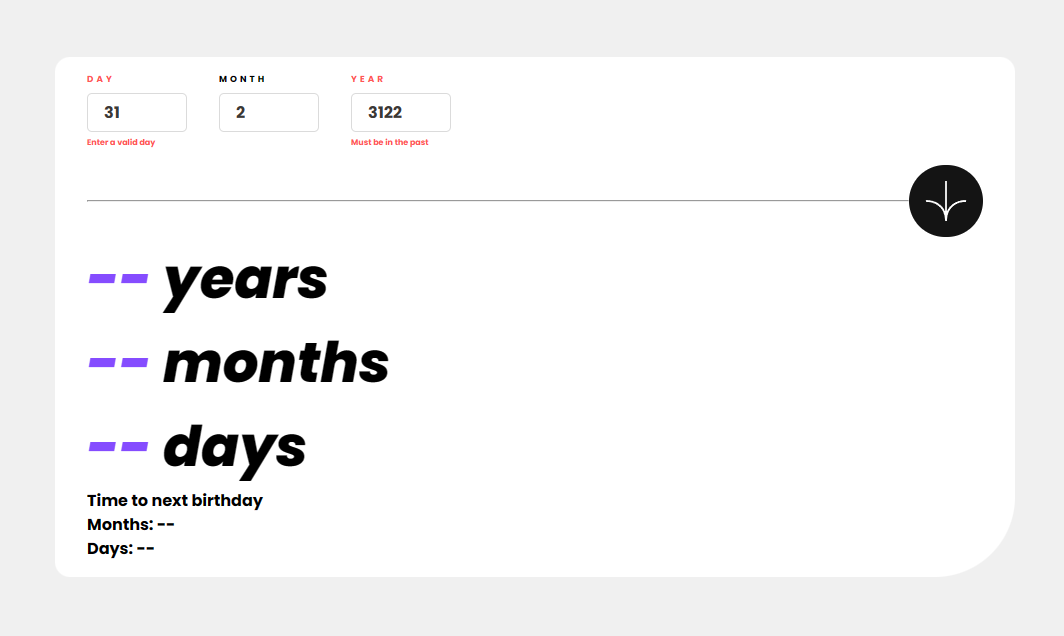 DAY MONTH YEAR
31 2 3122
Enter a valid day Must be in the past
-- years
-- months
-- days
Time to next birthday
Months: --
Days: --